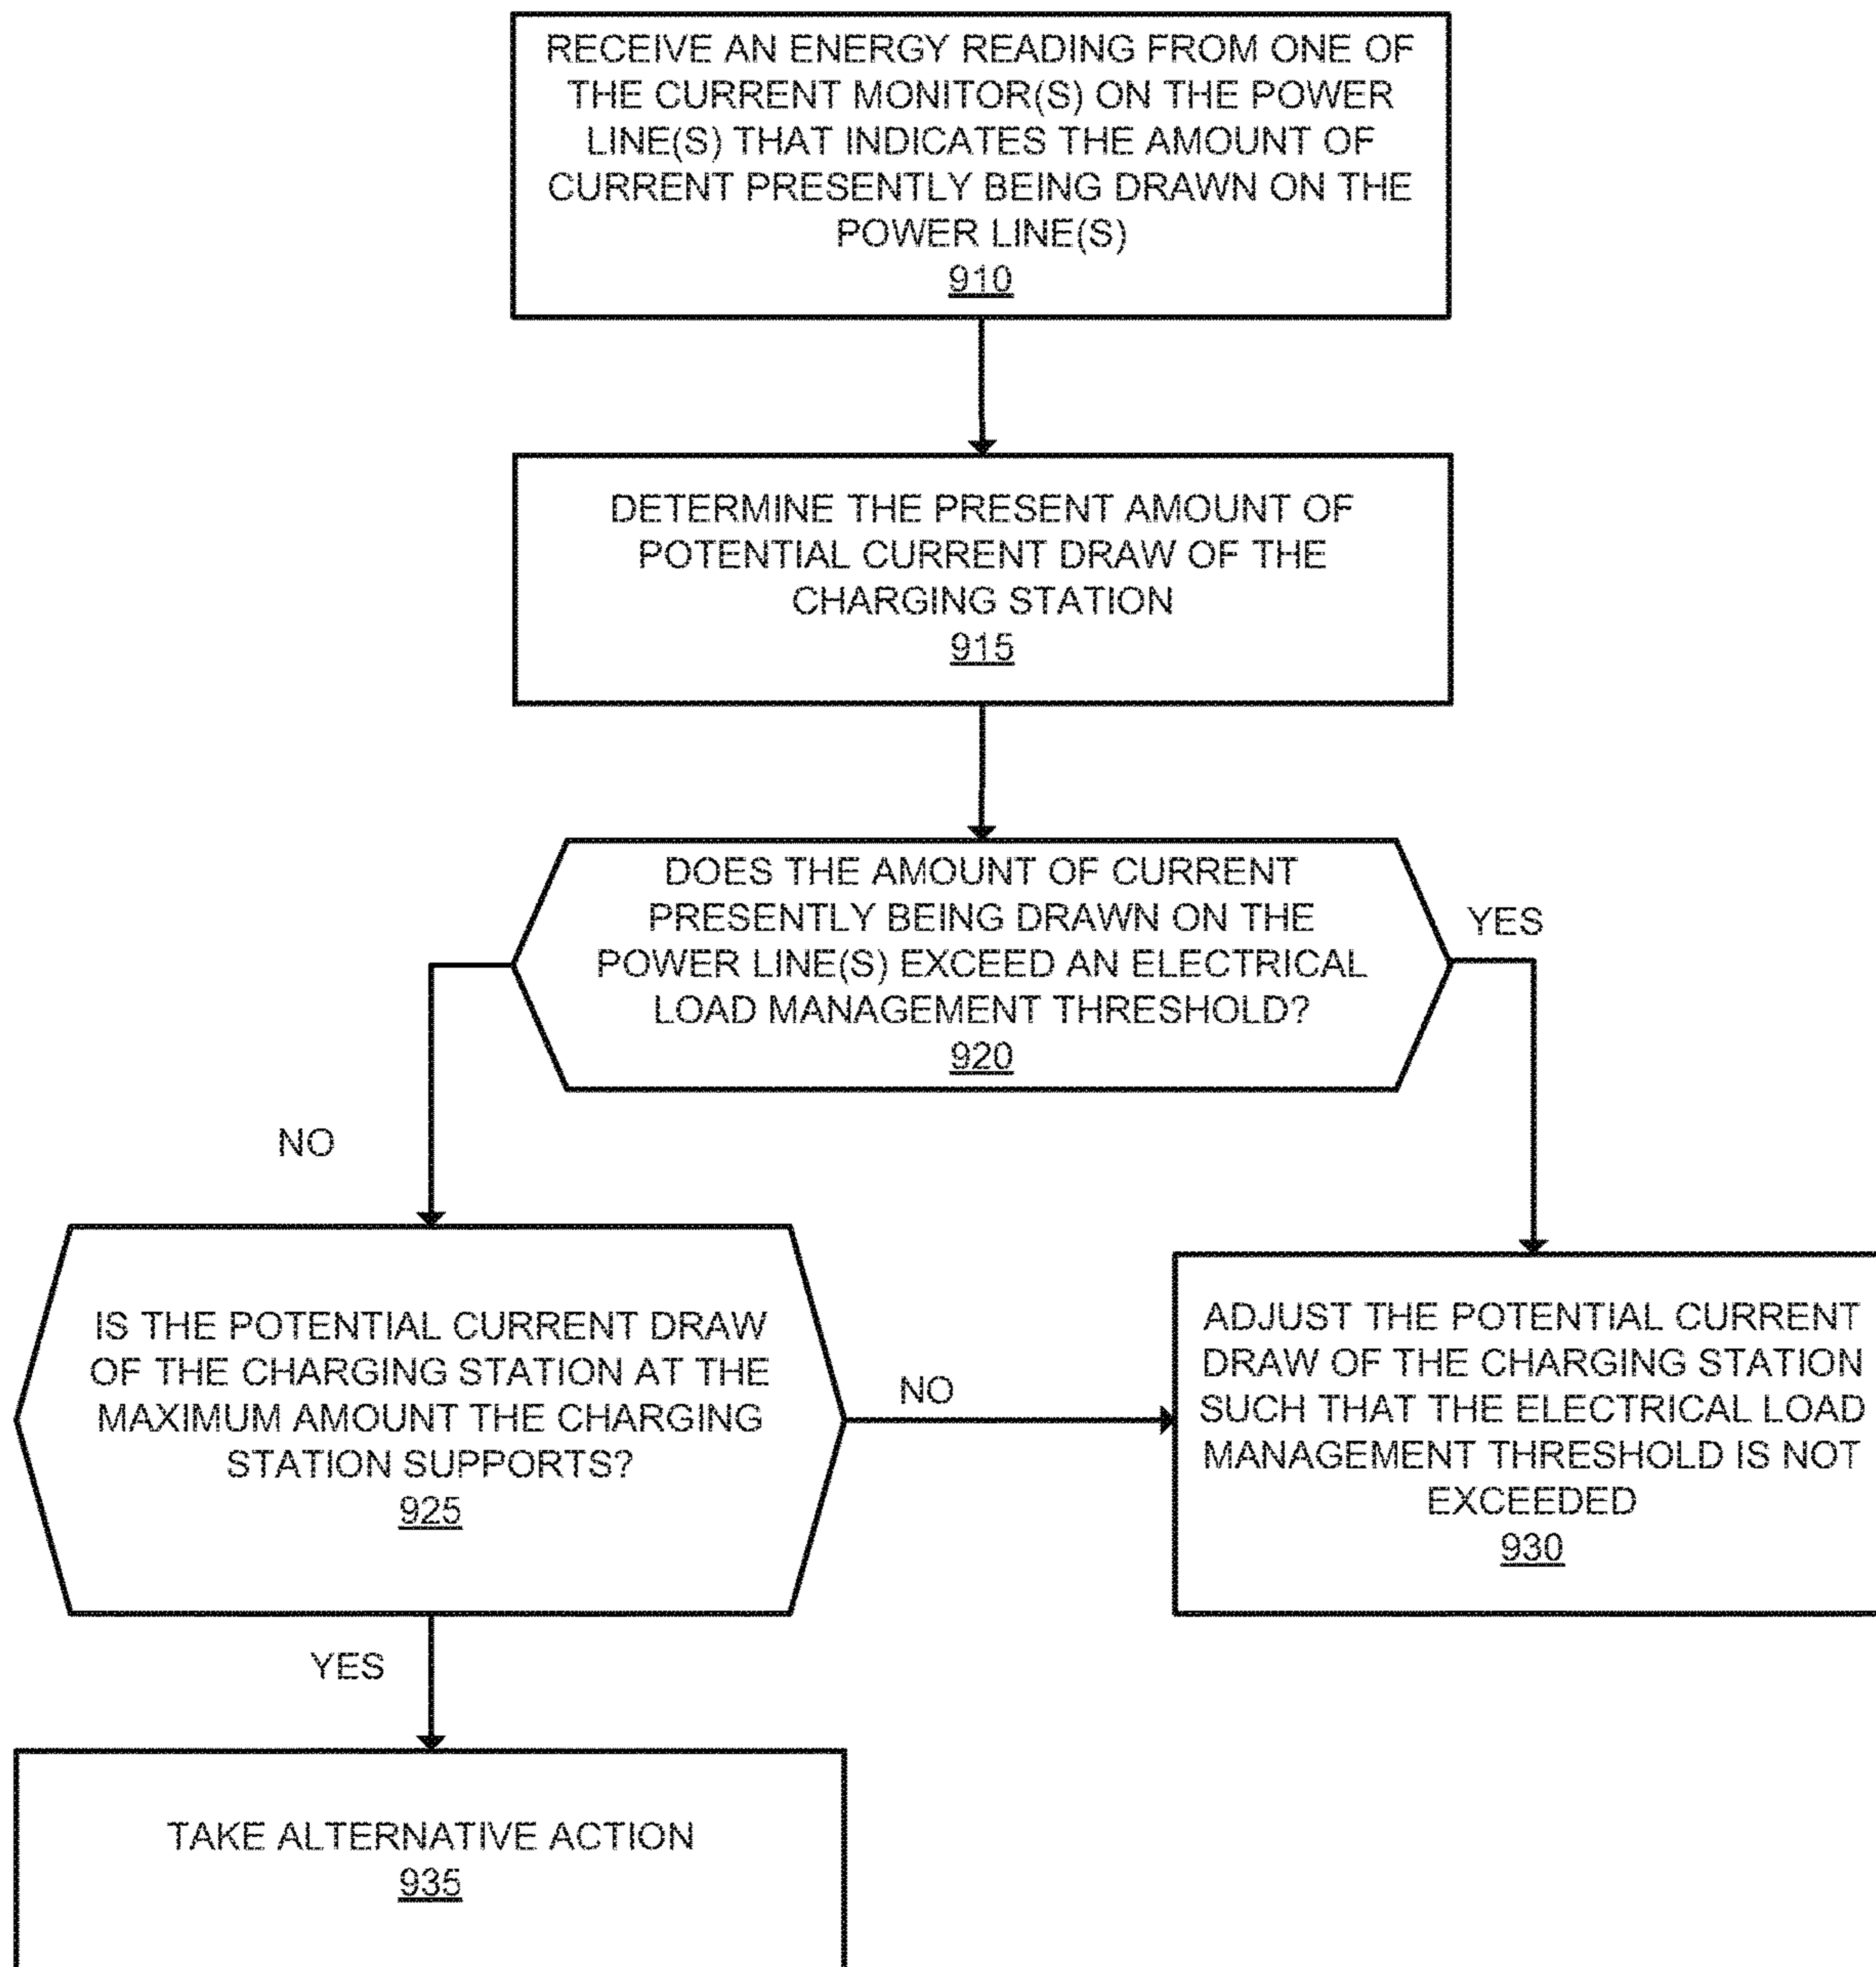 RECEIVE AN ENERGY READING FROM ONE OF
THE CURRENT MONITOR(S) ON THE POWER
LINE(S) THAT INDICATES THE AMOUNT OF
CURRENT PRESENTLY BEING DRAWN ON THE
POWER LINE(S)
910
DETERMINE THE PRESENT AMOUNT OF
POTENTIAL CURRENT DRAW OF THE
CHARGING STATION
915
DOES THE AMOUNT OF CURRENT
PRESENTLY BEING DRAWN ON THE
POWER LINE(S) EXCEED AN ELECTRICAL
LOAD MANAGEMENT THRESHOLD?
920
YES
NO
IS THE POTENTIAL CURRENT DRAW
OF THE CHARGING STATION AT THE
MAXIMUM AMOUNT THE CHARGING
STATION SUPPORTS?
925
NO
ADJUST THE POTENTIAL CURRENT
DRAW OF THE CHARGING STATION
SUCH THAT THE ELECTRICAL LOAD
MANAGEMENT THRESHOLD IS NOT
EXCEEDED
930
YES
TAKE ALTERNATIVE ACTION
935